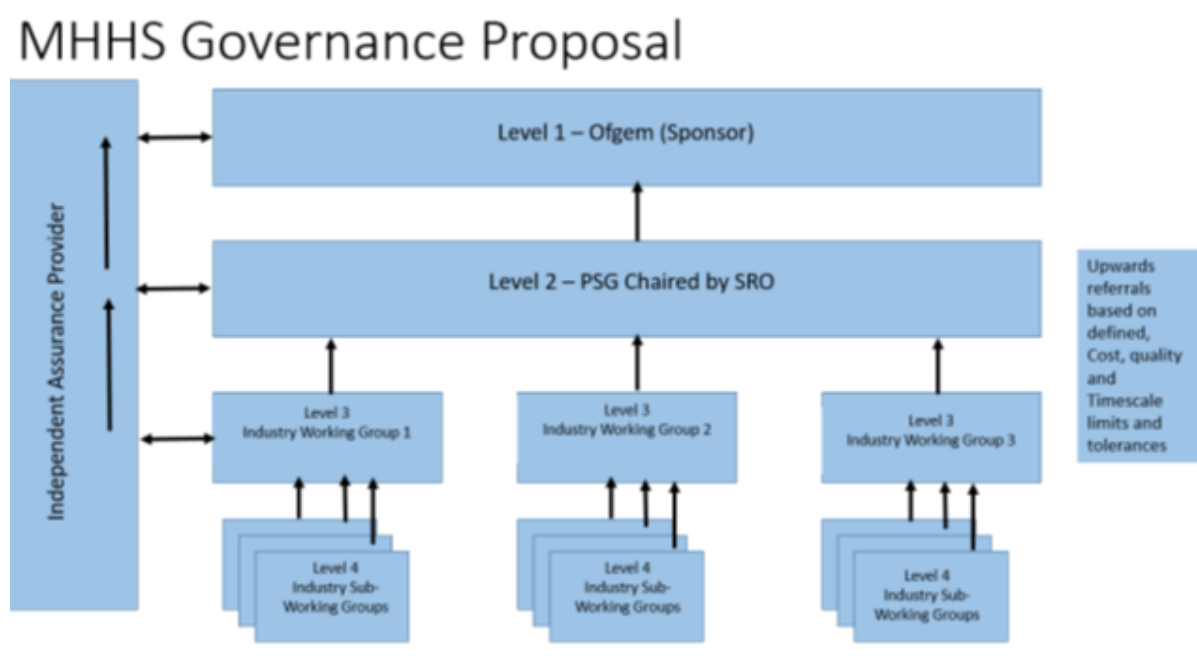 MHHS Governance Proposal
Independent Assurance Provider
Level 1 – Ofgem (Sponsor)
Level 2 – PSG Chaired by SRO
Upwards
referrals
based on
defined,
Cost, quality
and
Timescale
limits and
tolerances
Level 3
Industry Working Group 1
Level 3
Industry Working Group 2
Level 3
Industry Working Group 3
Level 4
Industry Sub-
Working Groups
Level 4
Industry Sub-
Working Groups
Level 4
Industry Sub-
Working Groups